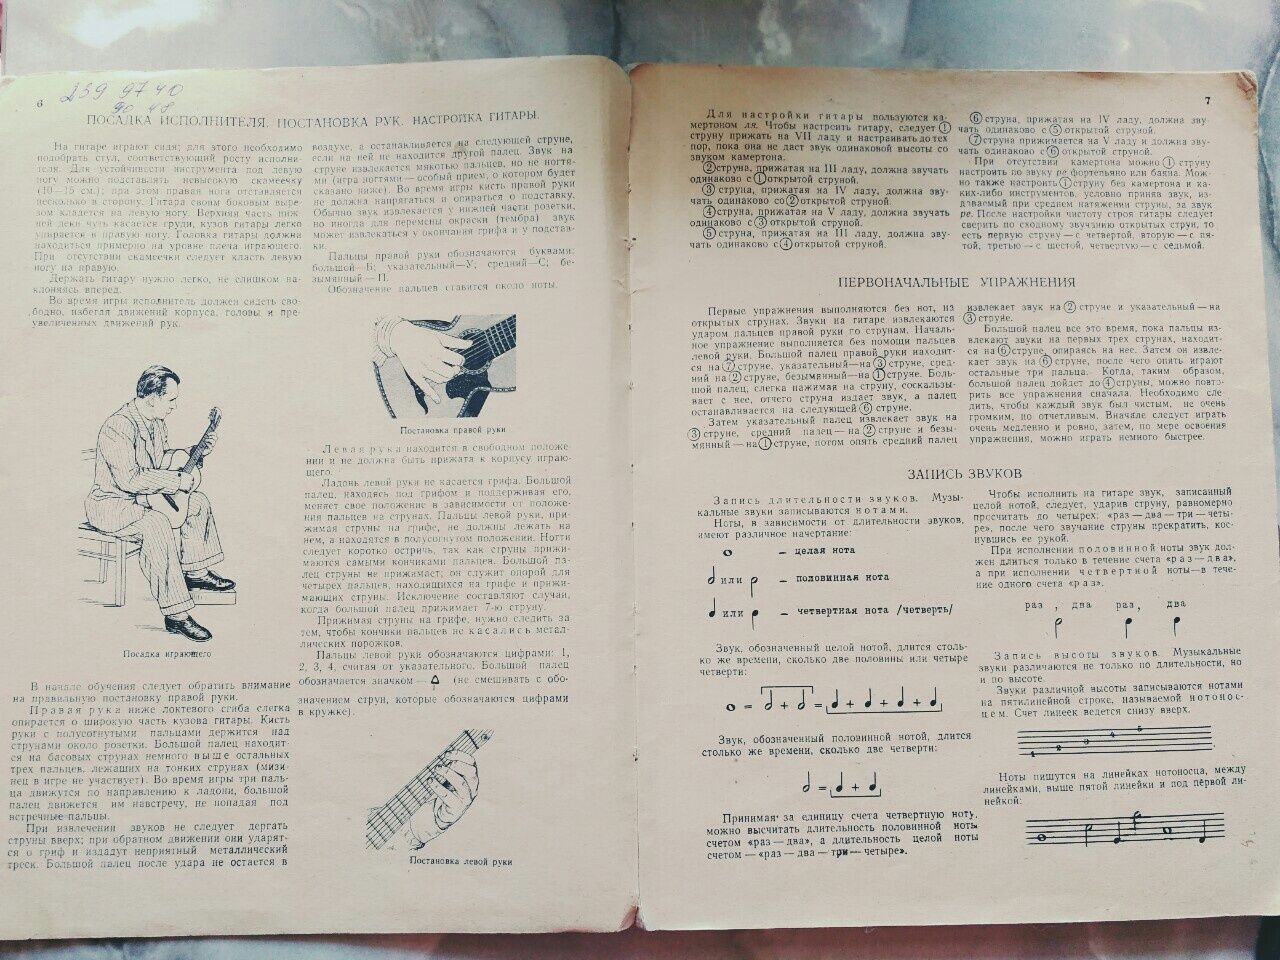 6
239 97 40
90 48
ПОСАДКА ИСПОЛНИТЕЛЯ, ПОСТАНОВКА РУК, НАСТРОЙКА ГИТАРЫ.
На гитаре играют сидя; для этого необходимо
подобрать стул, соответствующий росту исполни-
теля. Для устойчивости инструмента под левую
ногу можно подставлять невысокую скамеечку
(10—15 см.); при этом правая нога отставляется
несколько в сторону. Гитара своим боковым выре-
зом кладется на левую ногу. Верхняя часть ниж-
ней деки чуть касается груди, кузов гитары легко
упирается в правую ногу. Головка гитары должна
находиться примерно на уровне плеча играющего.
При отсутствии скамеечки следует класть левую
ногу на правую.
Держать гитару нужно легко, не слишком на-
клоняясь вперед.
Во время игры исполнитель должен сидеть сво-
бодно, избегая движений корпуса, головы и пре-
увеличенных движений рук.
Посадка играющего
В начале обучения следует обратить внимание
на правильную постановку правой руки.
Правая рука ниже локтевого сгиба слегка
опирается о широкую часть кузова гитары. Кисть
руки с полусогнутыми пальцами держится над
струнами около розетки. Большой палец находит-
ся на басовых струнах немного выше остальных
трех пальцев, лежащих на тонких струнах (мизи-
нец в игре не участвует). Во время игры три паль-
ца движутся по направлению к ладони, большой
палец движется им навстречу, не попадая под
встречные пальцы.
При извлечении звуков не следует дергать
струны вверх; при обратном движении они ударят-
ся о гриф и издадут неприятный металлический
треск. Большой палец после удара не остается в
воздухе, а останавливается на следующей струне,
если на ней не находится другой палец. Звук на
струне извлекается мякотью пальцев, но не ногтя-
ми (игра ногтями—особый прием, о котором будет
сказано ниже). Во время игры кисть правой руки
не должна напрягаться и опираться о подставку.
Обычно звук извлекается у нижней части розетки,
но иногда для перемены окраски (тембра) звук
может извлекаться у окончания грифа и у подстав-
ки.
Пальцы правой руки обозначаются буквами:
большой—Б; указательный—У; средний—С; бе-
зымянный—П.
Обозначение пальцев ставится около ноты.
Постановка правой руки
Левая рука находится в свободном положе-
нии и не должна быть прижата к корпусу играю-
щего.
Ладонь левой руки не касается грифа. Большой
палец, находясь под грифом и поддерживая его,
меняет свое положение в зависимости от положе-
ния пальцев на струнах. Пальцы левой руки, при-
жимая струны на грифе, не должны лежать на
нем, а находятся в полусогнутом положении. Ногти
следует коротко остричь, так как струны прижи-
маются самыми кончиками пальцев. Большой па-
лец струны не прижимает; он служит опорой для
четырех пальцев, находящихся на грифе и прижи-
мающих струны. Исключение составляют случаи,
когда большой палец прижимает 7-ю струну.
Прижимая струны на грифе, нужно следить за
тем, чтобы кончики пальцев не касались метал-
лических порожков.
Пальцы левой руки обозначаются цифрами: 1,
2, 3, 4, считая от указательного. Большой палец
обозначается значком— △ (не смешивать с обо-
значением струн, которые обозначаются цифрами
в кружке).
Постановка левой руки
7
Для настройки гитары пользуются ка-
мертоном ля. Чтобы настроить гитару, следует ①
струну прижать на VII ладу и настраивать до тех
пор, пока она не даст звук одинаковой высоты со
звуком камертона.
② струна, прижатая на III ладу, должна звучать
одинаково с ① открытой струной.
③ струна, прижатая на IV ладу, должна зву-
чать одинаково со ② открытой струной.
④ струна, прижатая на V ладу, должна звучать
одинаково с ③ открытой струной.
⑤ струна, прижатая на III ладу, должна зву-
чать одинаково с ④ открытой струной.
⑥ струна, прижатая на IV ладу, должна зву-
чать одинаково с ⑤ открытой струной.
⑦ струна прижимается на V ладу и должна зву-
чать одинаково с ⑥ открытой струной.
При отсутствии камертона можно ① струну
настроить по звуку ре фортепьяно или баяна. Мож-
но также настроить ① струну без камертона и ка-
ких-либо инструментов, условно приняв звук, из-
даваемый при среднем натяжении струны, за звук
ре. После настройки чистоту строя гитары следует
сверить по сходному звучанию открытых струн, то
есть первую струну—с четвертой, вторую—с пя-
той, третью—с шестой, четвертую—с седьмой.
ПЕРВОНАЧАЛЬНЫЕ УПРАЖНЕНИЯ
Первые упражнения выполняются без нот, на
открытых струнах. Звуки на гитаре извлекаются
ударом пальцев правой руки по струнам. Началь-
ное упражнение выполняется без помощи пальцев
левой руки. Большой палец правой руки находит-
ся на ⑦ струне, указательный—на ③ струне, сред-
ний—на ② струне, безымянный—на ① струне. Боль-
шой палец, слегка нажимая на струну, соскальзы-
вает с нее, отчего струна издает звук, а палец
останавливается на следующей ⑥ струне.
Затем указательный палец извлекает звук на
③ струне, средний палец—на ② струне и безы-
мянный—на ① струне, потом опять средний палец
извлекает звук на ② струне и указательный—на
③ струне.
Большой палец все это время, пока пальцы из-
влекают звуки на первых трех струнах, находит-
ся на ⑥ струне, опираясь на нее. Затем он извле-
кает звук на ⑥ струне, после чего опять играют
остальные три пальца. Когда, таким образом,
большой палец дойдет до ④ струны, можно повто-
рить все упражнения сначала. Необходимо сле-
дить, чтобы каждый звук был чистым, не очень
громким, но отчетливым. Вначале следует играть
очень медленно и ровно, затем, по мере освоения
упражнения, можно играть немного быстрее.
ЗАПИСЬ ЗВУКОВ
Запись длительности звуков. Музы-
кальные звуки записываются нотами.
Ноты, в зависимости от длительности звуков,
имеют различное начертание:
– целая нота
или – половинная нота
или – четвертная нота /четверть/
Звук, обозначенный целой нотой, длится столь-
ко же времени, сколько две половины или четыре
четверти:
= + = + + +
Звук, обозначенный половинной нотой, длится
столько же времени, сколько две четверти:
= +
Принимая за единицу счета четвертную ноту,
можно высчитать длительность половинной ноты
счетом «раз—два», а длительность целой ноты
счетом—«раз—два—три—четыре».
Чтобы исполнить на гитаре звук, записанный
целой нотой, следует, ударив струну, равномерно
просчитать до четырех: «раз—два—три—четы-
ре», после чего звучание струны прекратить, кос-
нувшись ее рукой.
При исполнении половинной ноты звук дол-
жен длиться только в течение счета «раз—два»,
а при исполнении четвертной ноты—в тече-
ние одного счета «раз».
раз, два раз, два
Запись высоты звуков. Музыкальные
звуки различаются не только по длительности, но
и по высоте.
Звуки различной высоты записываются нотами
на пятилинейной строке, называемой нотонос-
цем. Счет линеек ведется снизу вверх.
1 2 3 4 5
Ноты пишутся на линейках нотоносца, между
линейками, выше пятой линейки и под первой ли-
нейкой: